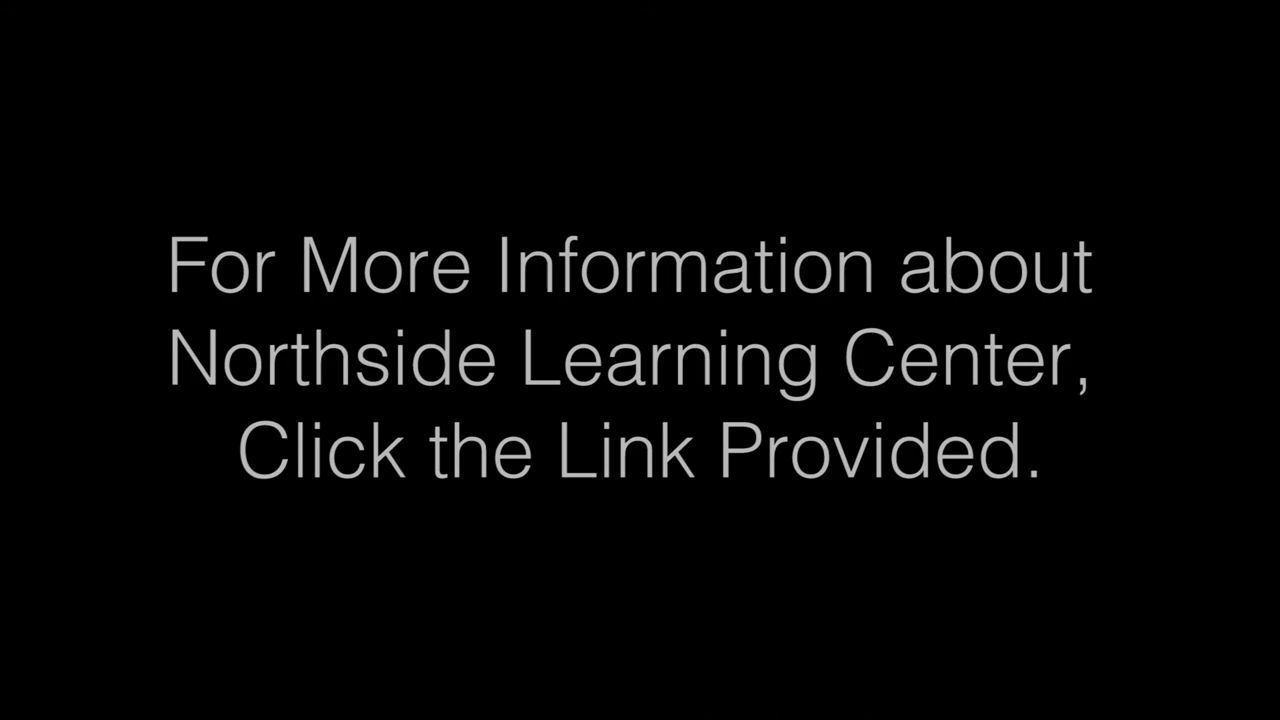 For More Information about
Northside Learning Center,
Click the Link Provided.